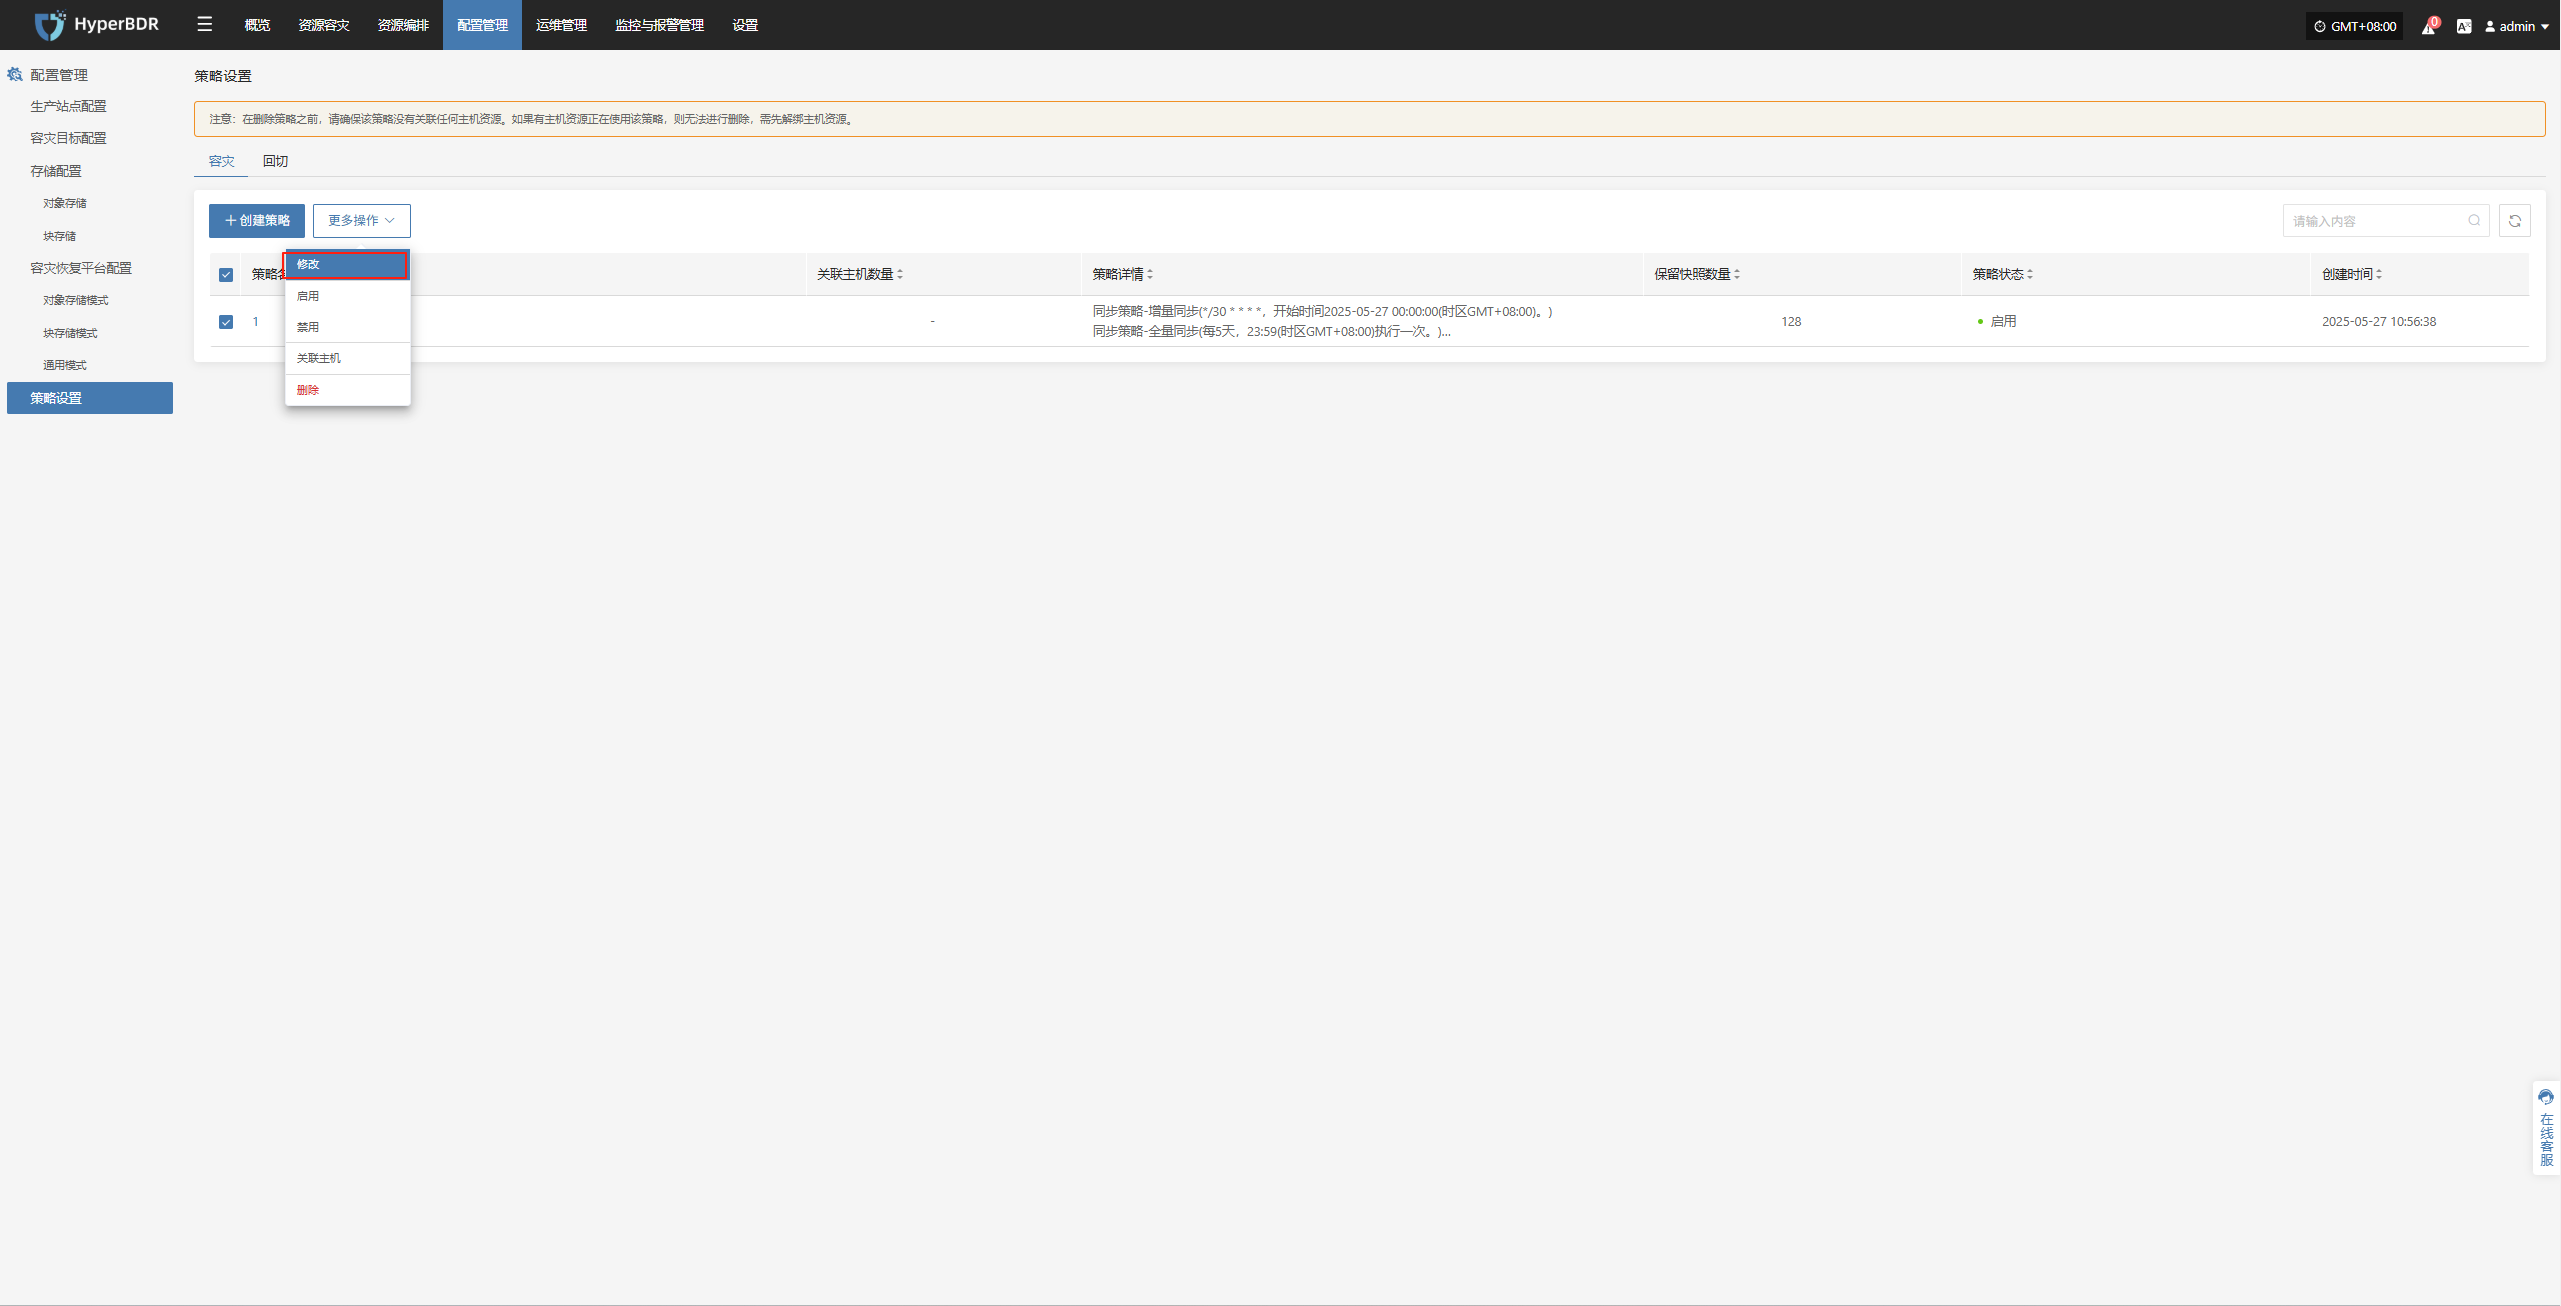 HyperBDR
概览
资源容灾
资源编排
配置管理
运维管理
监控与报警管理
设置
GMT+08:00
0
admin
配置管理
生产站点配置
容灾目标配置
存储配置
对象存储
块存储
容灾恢复平台配置
对象存储模式
块存储模式
通用模式
策略设置
策略设置
注意：在删除策略之前，请确保该策略没有关联任何主机资源。如果有主机资源正在使用该策略，则无法进行删除，需先解绑主机资源。
容灾
回切
创建策略
更多操作
请输入内容
修改
启用
禁用
关联主机
删除
策略
关联主机数量
策略详情
保留快照数量
策略状态
创建时间
1
-
同步策略-增量同步(*/30 * * * *，开始时间2025-05-27 00:00:00(时区GMT+08:00)。)
同步策略-全量同步(每5天，23:59(时区GMT+08:00)执行一次。)...
128
启用
2025-05-27 10:56:38
在线客服